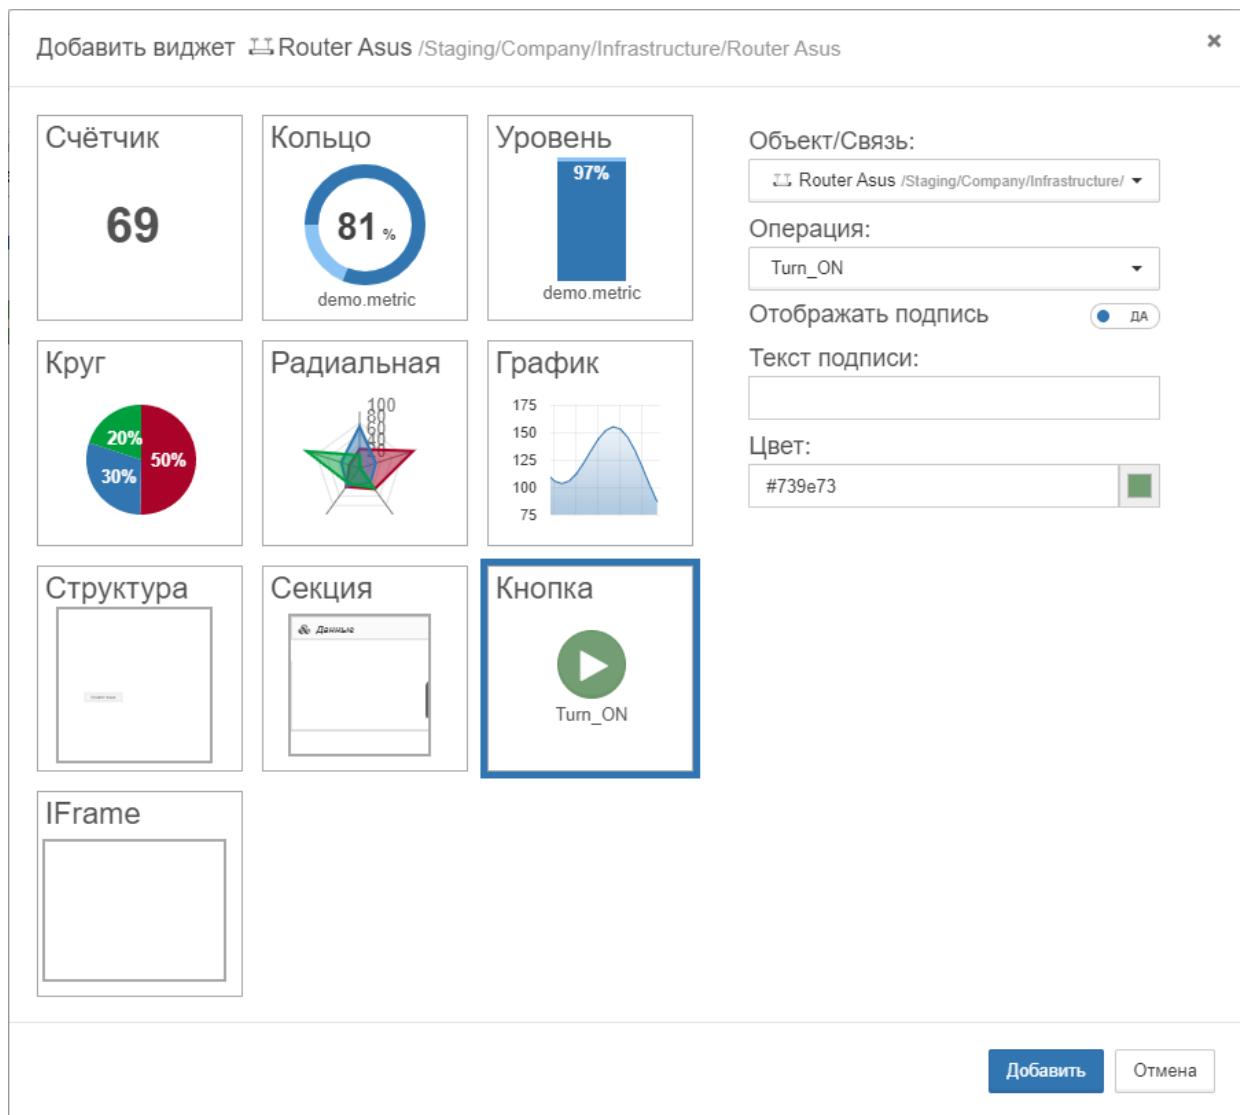 Добавить виджет Router Asus /Staging/Company/Infrastructure/Router Asus
×
Счётчик
69
Кольцо
81 %
demo.metric
Уровень
97%
demo.metric
Круг
20%
30%
50%
Радиальная
100
80
60
40
20
График
175
150
125
100
75
Структура
Секция
Данные
Кнопка
Turn_ON
IFrame
Объект/Связь:
Router Asus /Staging/Company/Infrastructure/
Операция:
Turn_ON
Отображать подпись
ДА
Текст подписи:
Цвет:
#739e73
Добавить
Отмена